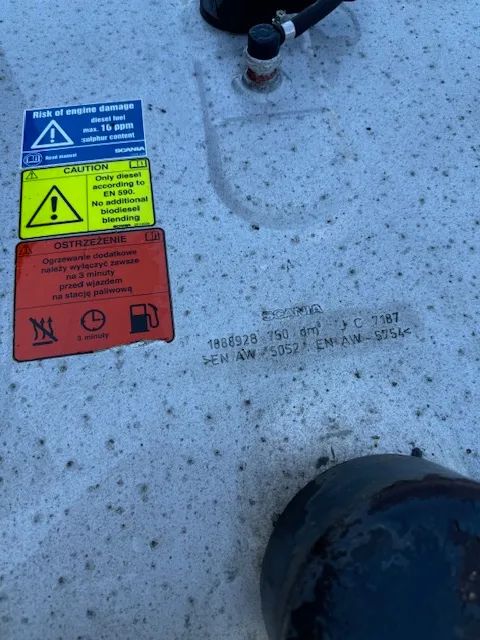 Risk of engine damage
diesel fuel
max. 16 ppm
sulphur content
Read manual
SCANIA
CAUTION
Only diesel
according to
EN 590.
No additional
biodiesel
blending
OSTRZEŻENIE
Ogrzewanie dodatkowe
należy wyłączyć zawsze
na 3 minuty
przed wjazdem
na stację paliwową
3 minuty
SCANIA
1888928 750 dm³ C 7187
>EN AW - 5052 EN AW - 5754<